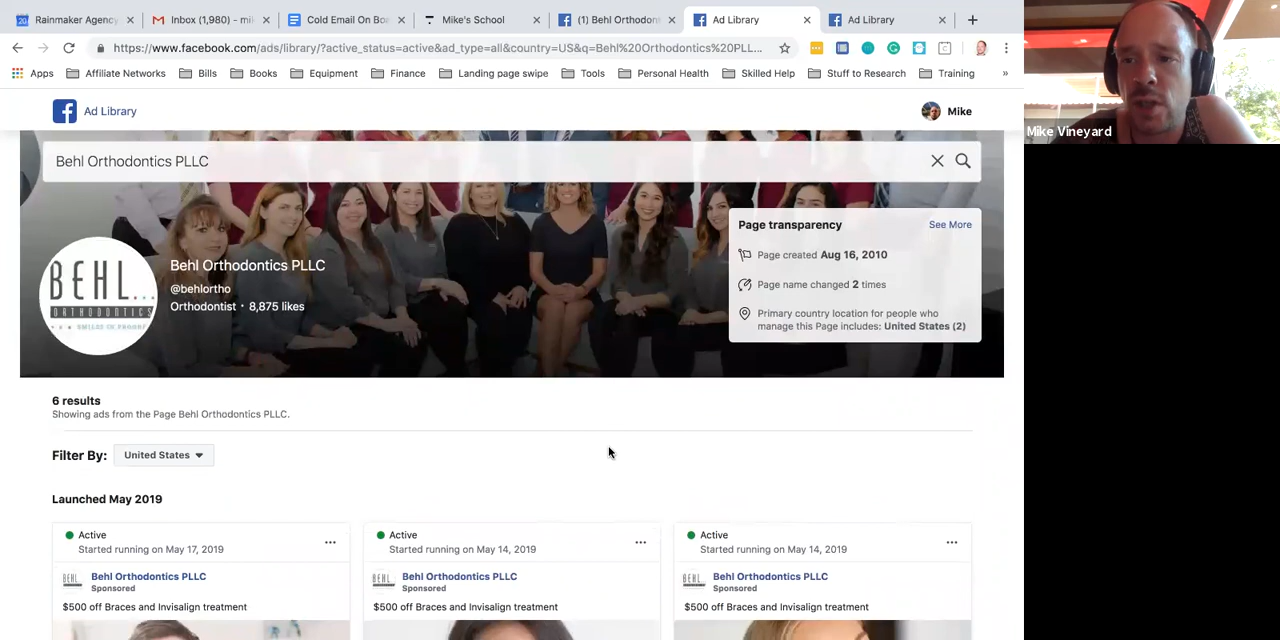 Rainmaker Agency
Inbox (1,980) - mi
Cold Email On Bo
Mike's School
(1) Behl Orthodon
Ad Library
Ad Library
https://www.facebook.com/ads/library/?active_status=active&ad_type=all&country=US&q=Behl%20Orthodontics%20PLL...
Apps
Affiliate Networks
Bills
Books
Equipment
Finance
Landing page swipe
Tools
Personal Health
Skilled Help
Stuff to Research
Training
»
Ad Library
Mike
Mike Vineyard
Behl Orthodontics PLLC
Page transparency
See More
Page created Aug 16, 2010
Page name changed 2 times
Primary country location for people who
manage this Page includes: United States (2)
BEHL...
ORTHODONTICS
Behl Orthodontics PLLC
@behlortho
Orthodontist · 8,875 likes
6 results
Showing ads from the Page Behl Orthodontics PLLC.
Filter By:
United States
Launched May 2019
Active
Started running on May 17, 2019
BEHL
Behl Orthodontics PLLC
Sponsored
$500 off Braces and Invisalign treatment
Active
Started running on May 14, 2019
BEHL
Behl Orthodontics PLLC
Sponsored
$500 off Braces and Invisalign treatment
Active
Started running on May 14, 2019
BEHL
Behl Orthodontics PLLC
Sponsored
$500 off Braces and Invisalign treatment